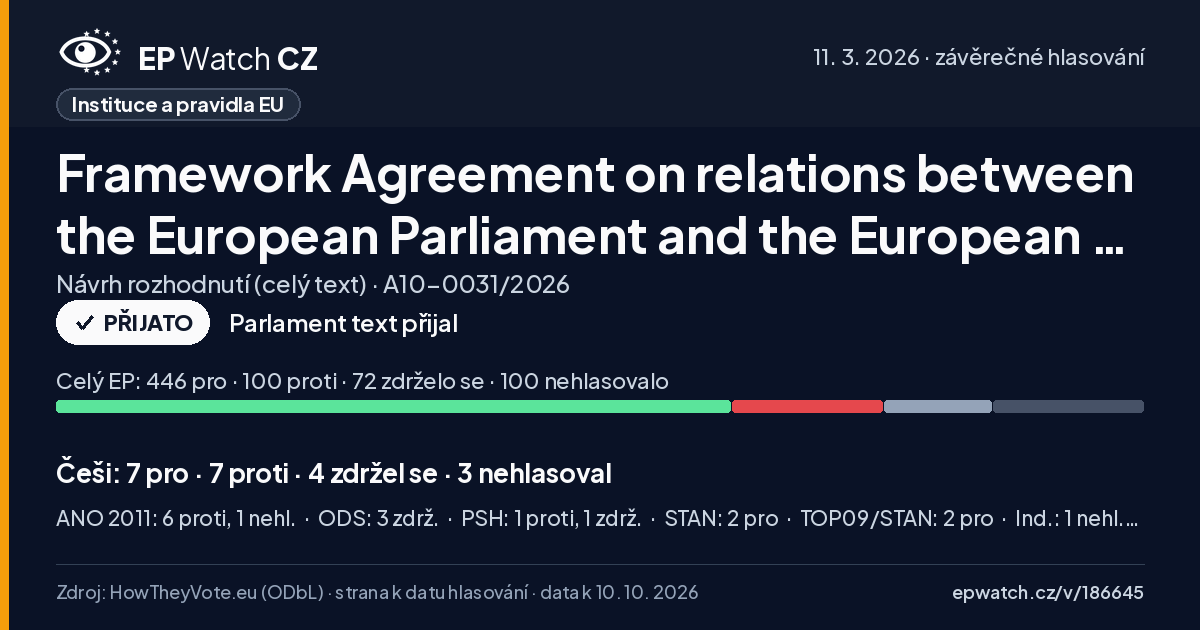 EP Watch CZ
11. 3. 2026 · závěrečné hlasování
Instituce a pravidla EU
Framework Agreement on relations between
the European Parliament and the European ...
Návrh rozhodnutí (celý text) · A10–0031/2026
✓ PŘIJATO Parlament text přijal
Celý EP: 446 pro · 100 proti · 72 zdrželo se · 100 nehlasovalo
Češi: 7 pro · 7 proti · 4 zdržel se · 3 nehlasoval
ANO 2011: 6 proti, 1 nehl. · ODS: 3 zdrž. · PSH: 1 proti, 1 zdrž. · STAN: 2 pro · TOP09/STAN: 2 pro · Ind.: 1 nehl. ...
Zdroj: HowTheyVote.eu (ODbL) · strana k datu hlasování · data k 10. 10. 2026
epwatch.cz/v/186645